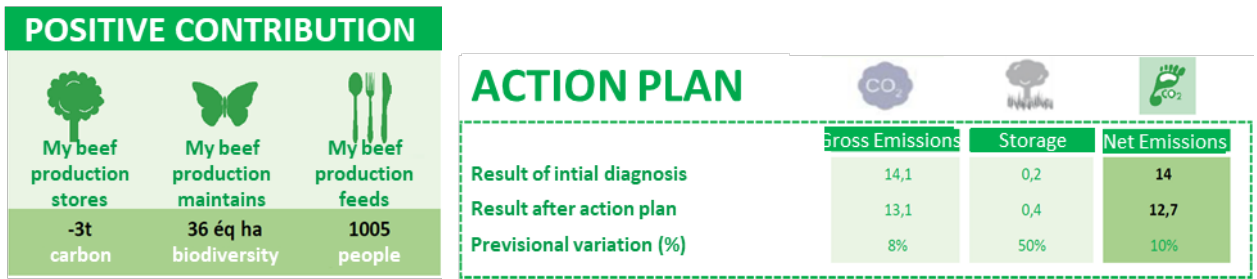 POSITIVE CONTRIBUTION
My beef production stores
My beef production maintains
My beef production feeds
-3t carbon
36 éq ha biodiversity
1005 people
ACTION PLAN
CO2
CO2
Gross Emissions Storage Net Emissions
Result of intial diagnosis 14,1 0,2 14
Result after action plan 13,1 0,4 12,7
Previsional variation (%) 8% 50% 10%